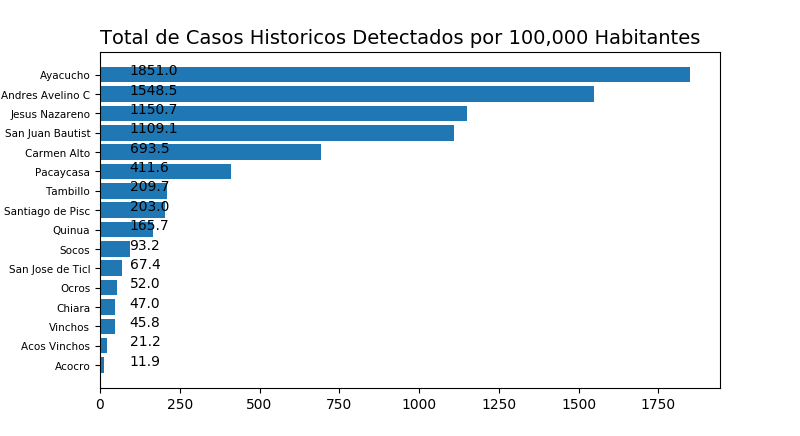 Total de Casos Historicos Detectados por 100,000 Habitantes
Ayacucho 1851.0
Andres Avelino C 1548.5
Jesus Nazareno 1150.7
San Juan Bautist 1109.1
Carmen Alto 693.5
Pacaycasa 411.6
Tambillo 209.7
Santiago de Pisc 203.0
Quinua 165.7
Socos 93.2
San Jose de Ticl 67.4
Ocros 52.0
Chiara 47.0
Vinchos 45.8
Acos Vinchos 21.2
Acocro 11.9
0 250 500 750 1000 1250 1500 1750